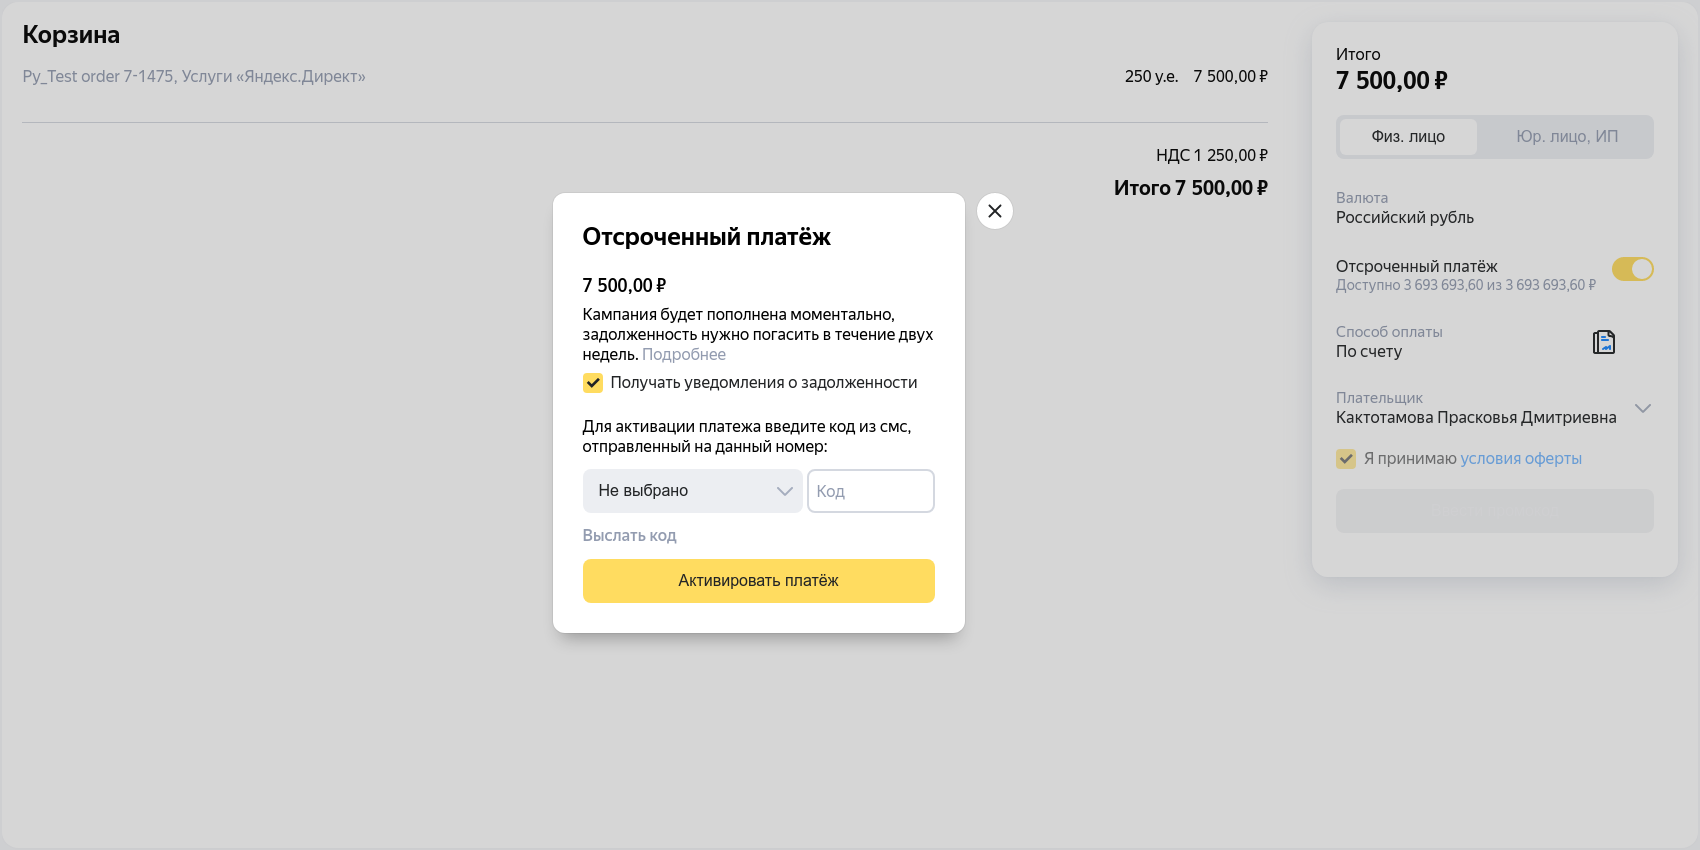 Корзина
Py_Test order 7-1475, Услуги «Яндекс.Директ»
250 у.е. 7 500,00 ₽
НДС 1 250,00 ₽
Итого 7 500,00 ₽
Отсроченный платёж
7 500,00 ₽
Кампания будет пополнена моментально,
задолженность нужно погасить в течение двух
недель. Подробнее
Получать уведомления о задолженности
Для активации платежа введите код из смс,
отправленный на данный номер:
Не выбрано
Код
Выслать код
Активировать платёж
Итого
7 500,00 ₽
Физ. лицо
Юр. лицо, ИП
Валюта
Российский рубль
Отсроченный платёж
Доступно 3 693 693,60 из 3 693 693,60 ₽
Способ оплаты
По счету
Плательщик
Кактотамова Прасковья Дмитриевна
Я принимаю условия оферты